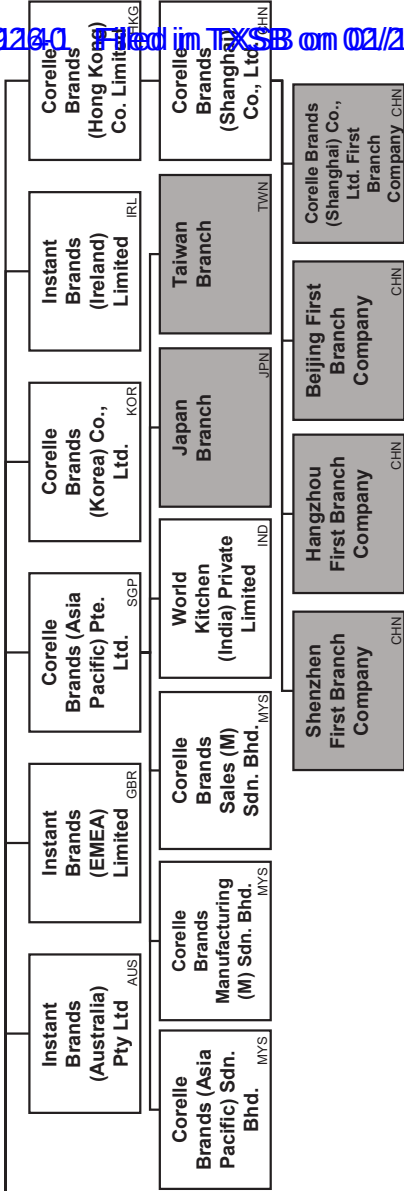 Filed in TXSB on
Instant
Brands
(Australia)
Pty Ltd
AUS
Instant
Brands
(EMEA)
Limited
GBR
Corelle
Brands (Asia
Pacific) Pte.
Ltd.
SGP
Corelle
Brands
(Korea) Co.,
Ltd.
KOR
Instant
Brands
(Ireland)
Limited
IRL
Corelle
Brands
(Hong Kong)
Co. Limited
HKG
Corelle
Brands (Asia
Pacific) Sdn.
Bhd.
MYS
Corelle
Brands
Manufacturing
(M) Sdn. Bhd.
MYS
Corelle
Brands
Sales (M)
Sdn. Bhd.
MYS
World
Kitchen
(India) Private
Limited
IND
Japan
Branch
JPN
Taiwan
Branch
TWN
Corelle
Brands
(Shanghai)
Co., Ltd.
CHN
Shenzhen
First Branch
Company
CHN
Hangzhou
First Branch
Company
CHN
Beijing First
Branch
Company
CHN
Corelle Brands
(Shanghai) Co.,
Ltd. First
Branch
Company
CHN